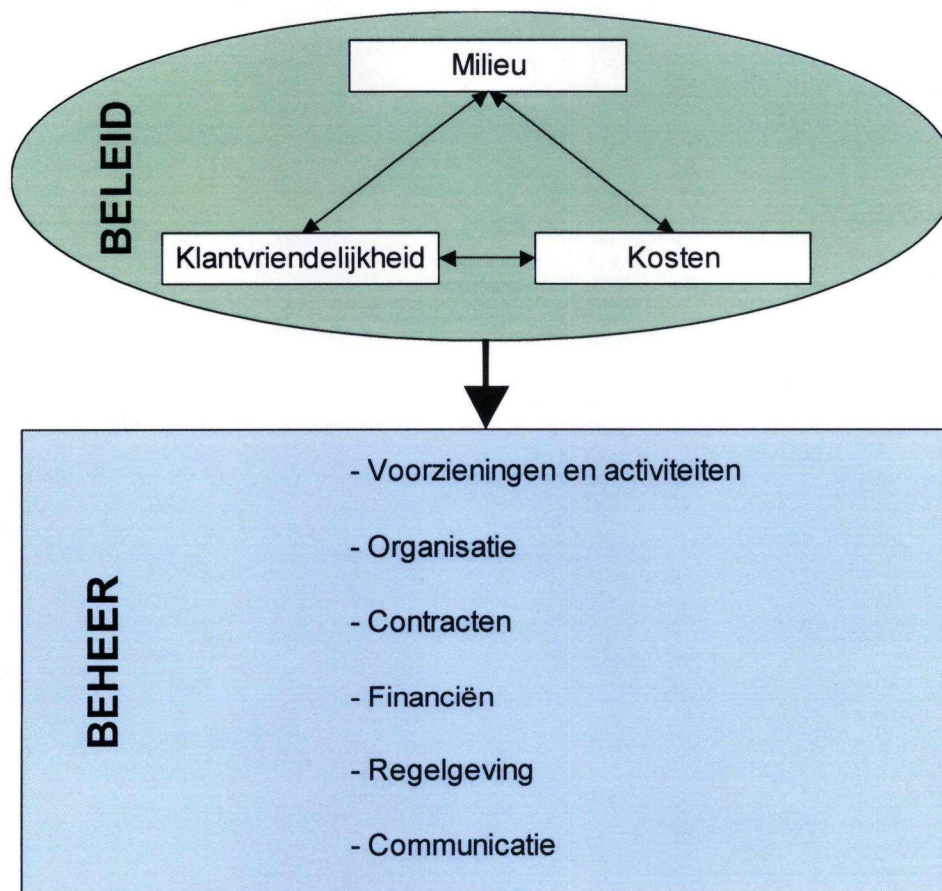 BELEID
Milieu
Klantvriendelijkheid
Kosten
BEHEER
- Voorzieningen en activiteiten
- Organisatie
- Contracten
- Financiën
- Regelgeving
- Communicatie